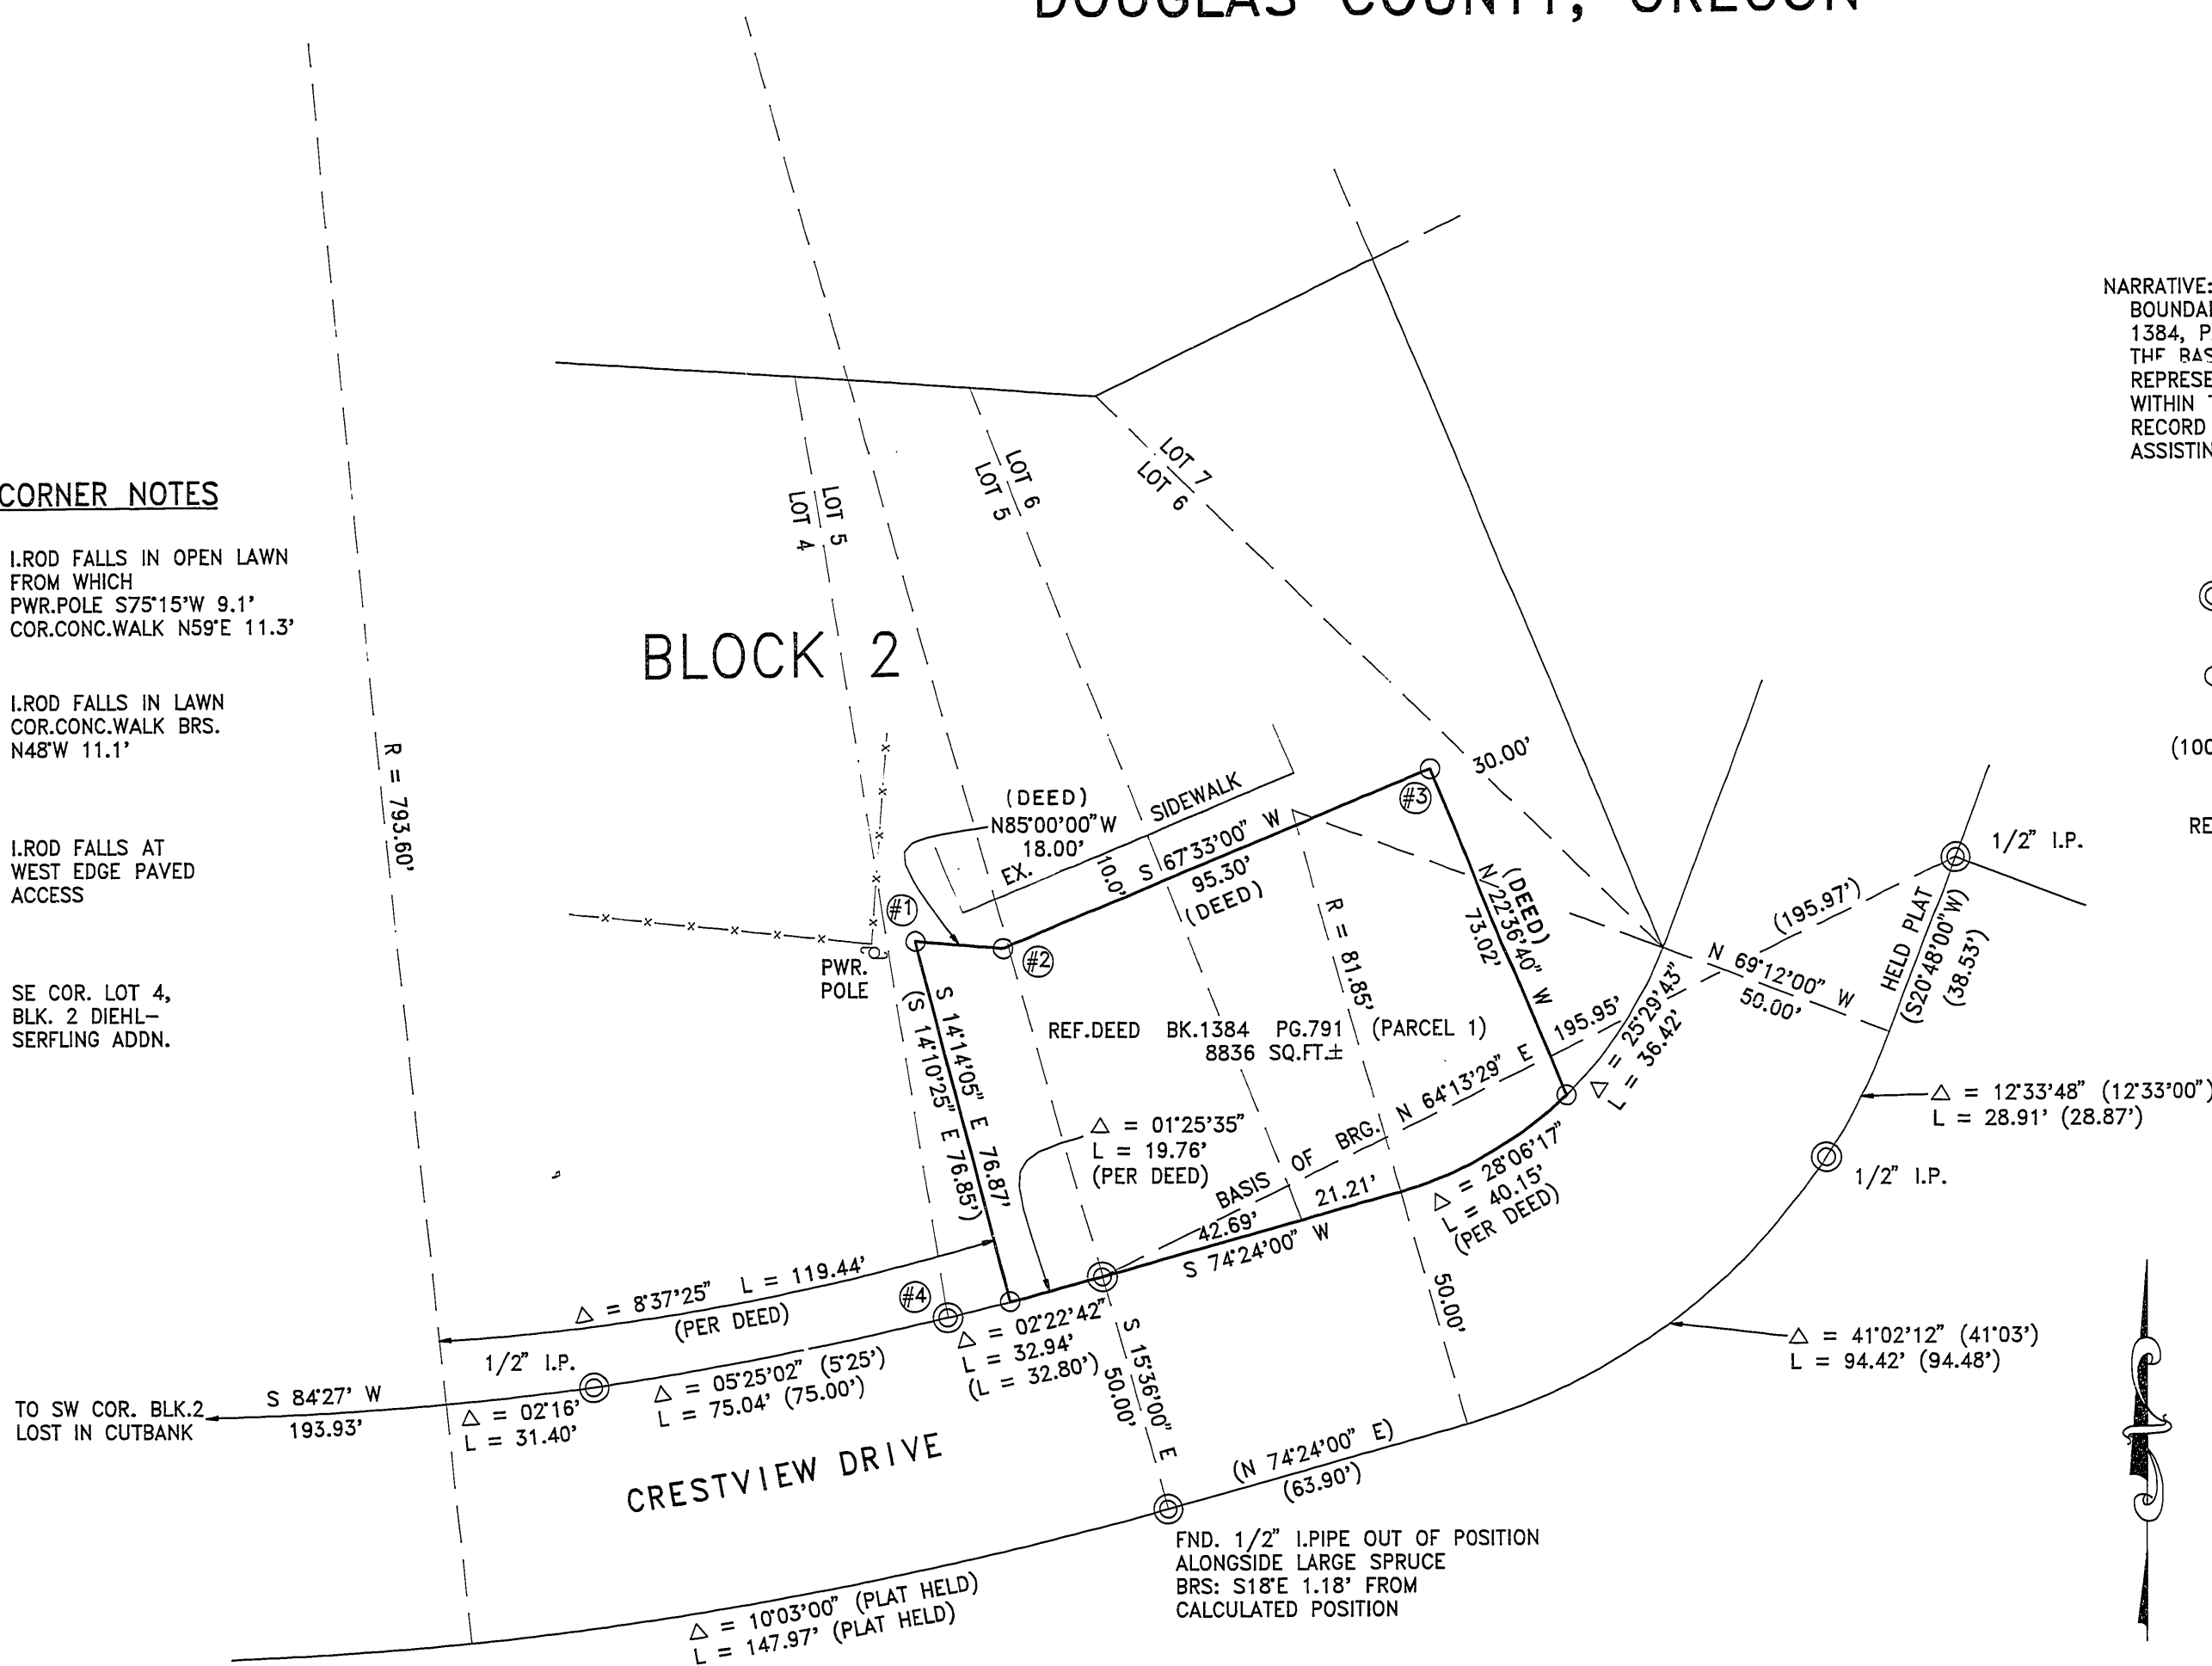 DOUGLAS COUNTY, OREGON
NARRATIVE:
1384,
WITHIN
RECORD
CORNER NOTES
I.ROD FALLS IN OPEN LAWN
FROM WHICH
PWR.POLE S75°15'W 9.1'
COR.CONC.WALK N59°E 11.3'
I.ROD FALLS IN LAWN
COR.CONC.WALK BRS.
N48°W 11.1'
I.ROD FALLS AT
WEST EDGE PAVED
ACCESS
SE COR. LOT 4,
BLK. 2 DIEHL-
SERFLING ADDN.
LOT 4
LOT 5
LOT 5
LOT 6
LOT 7
LOT 6
BLOCK 2
R = 793.60'
(DEED)
N85°00'00"W
18.00'
EX. SIDEWALK
10.0'
S 67°33'00" W
95.30'
(DEED)
30.00'
#1
#2
#3
PWR.
POLE
R = 81.85'
(DEED)
N 22°36'40" W
73.02'
S 14°14'05" E 76.87'
(S 14°10'25" E 76.85')
REF.DEED BK.1384 PG.791 (PARCEL 1)
8836 SQ.FT.±
(195.97')
1/2" I.P.
N 69°12'00" W
50.00'
HELD PLAT
(S20°48'00"W)
(38.53')
195.95'
△ = 25°29'43"
L = 36.42'
△ = 12°33'48" (12°33'00")
L = 28.91' (28.87')
1/2" I.P.
△ = 01°25'35"
L = 19.76'
(PER DEED)
BASIS OF BRG. N 64°13'29" E
42.69'
21.21'
S 74°24'00" W
△ = 28°06'17"
L = 40.15'
(PER DEED)
△ = 8°37'25" L = 119.44'
(PER DEED)
#4
1/2" I.P.
TO SW COR. BLK.2
LOST IN CUTBANK
S 84°27' W
193.93'
△ = 02°16'
L = 31.40'
△ = 05°25'02" (5°25')
L = 75.04' (75.00')
△ = 02°22'42"
L = 32.94'
(L = 32.80')
S 15°36'00" E
50.00'
50.00'
△ = 41°02'12" (41°03')
L = 94.42' (94.48')
CRESTVIEW DRIVE
(N 74°24'00" E)
(63.90')
FND. 1/2" I.PIPE OUT OF POSITION
ALONGSIDE LARGE SPRUCE
BRS: S18°E 1.18' FROM
CALCULATED POSITION
△ = 10°03'00" (PLAT HELD)
L = 147.97' (PLAT HELD)